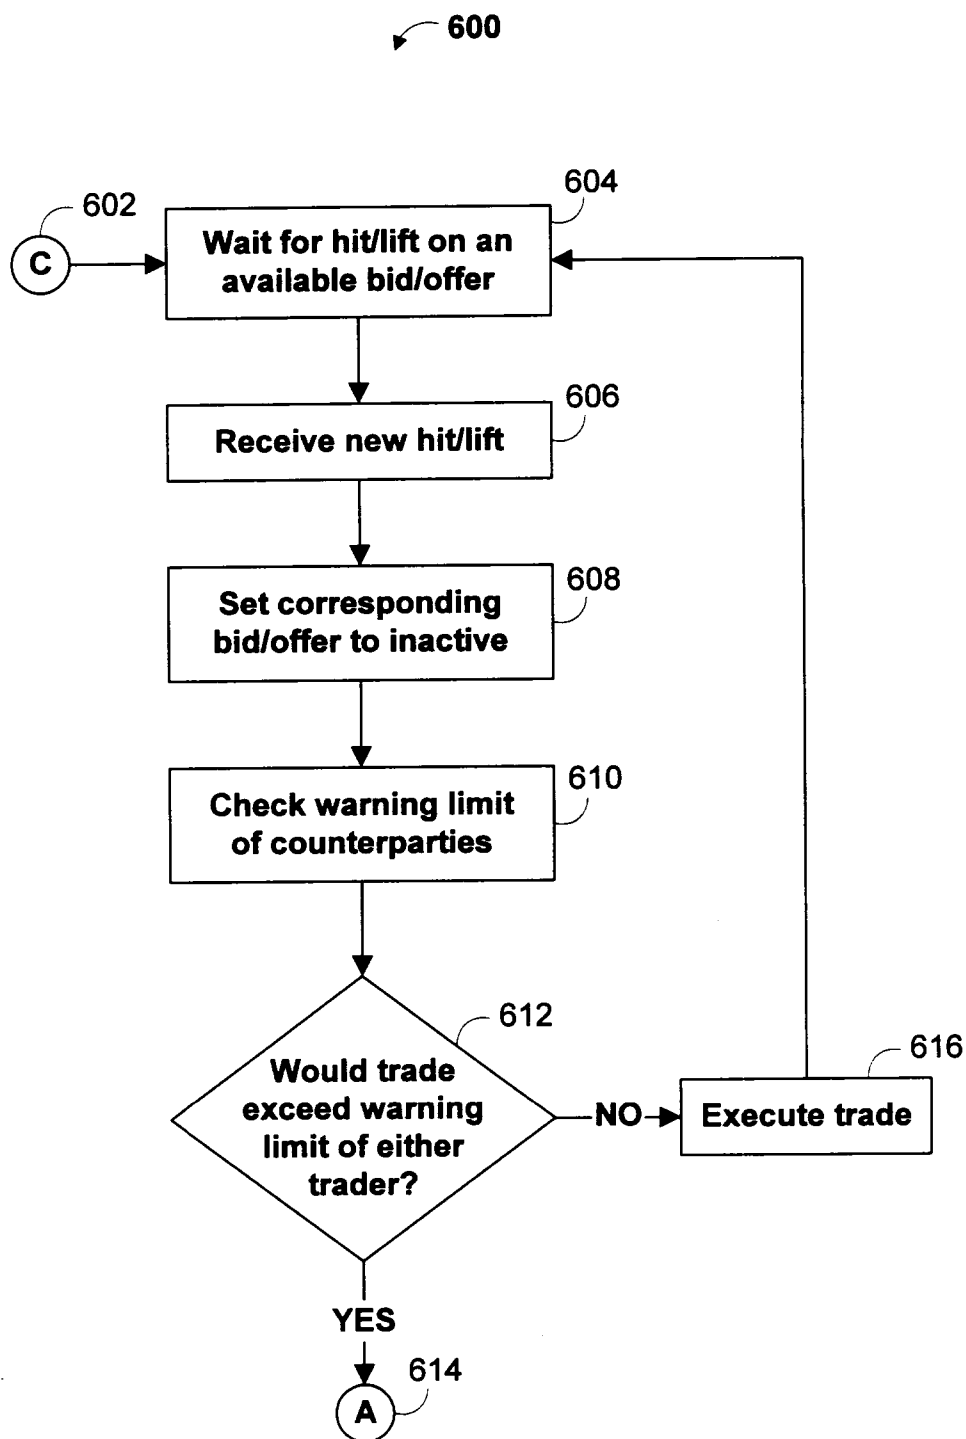 600
602
C
604
Wait for hit/lift on an
available bid/offer
606
Receive new hit/lift
608
Set corresponding
bid/offer to inactive
610
Check warning limit
of counterparties
612
Would trade
exceed warning
limit of either
trader?
NO
616
Execute trade
YES
614
A